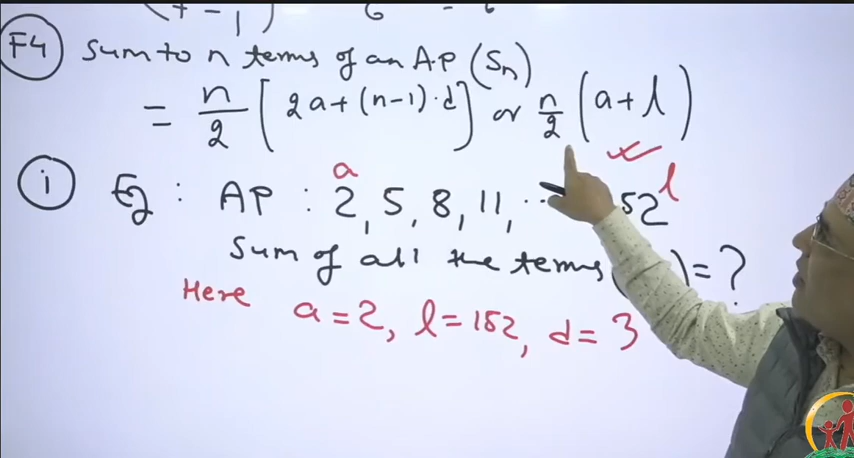 F4 Sum to n terms of an AP (Sn)
= n/2 [2a+(n-1)·d] or n/2 (a+l)
a
l
i Eg : AP : 2, 5, 8, 11, ... 52
Sum of all the terms ( ) = ?
Here a = 2, l = 152, d = 3